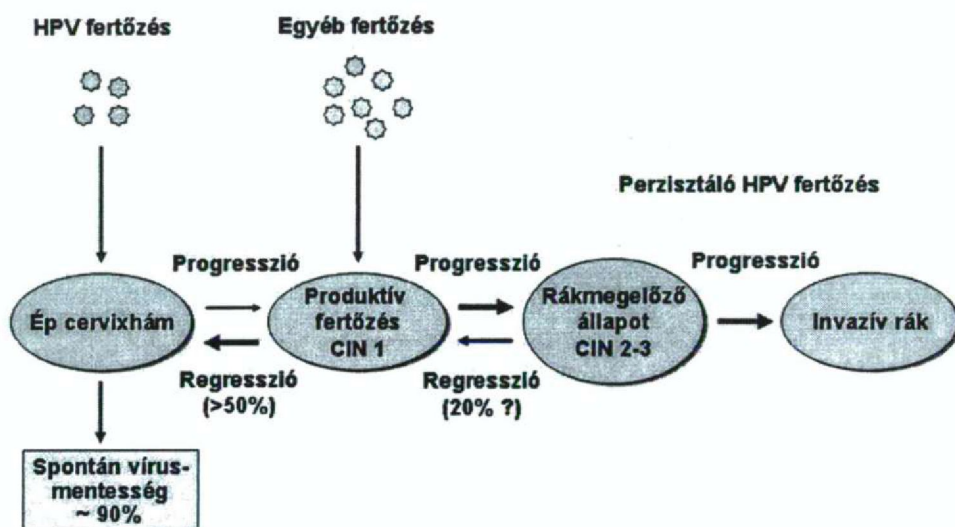 HPV fertőzés
Egyéb fertőzés
Perzisztáló HPV fertőzés
Progresszió
Progresszió
Progresszió
Ép cervixhám
Produktív
fertőzés
CIN 1
Rákmegelőző
állapot
CIN 2-3
Invazív rák
Regresszió
(>50%)
Regresszió
(20% ?)
Spontán vírus-
mentesség
~ 90%